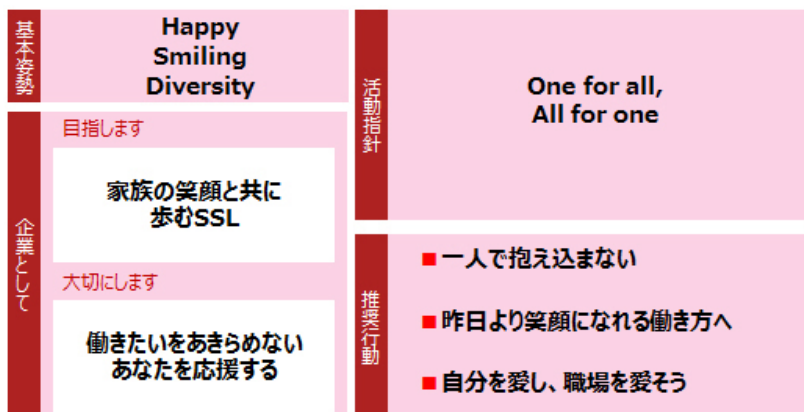 基本姿勢
Happy
Smiling
Diversity
企業として
目指します
家族の笑顔と共に
歩むSSL
大切にします
働きたいをあきらめない
あなたを応援する
活動指針
One for all,
All for one
推奨行動
■ 一人で抱え込まない
■ 昨日より笑顔になれる働き方へ
■ 自分を愛し、職場を愛そう